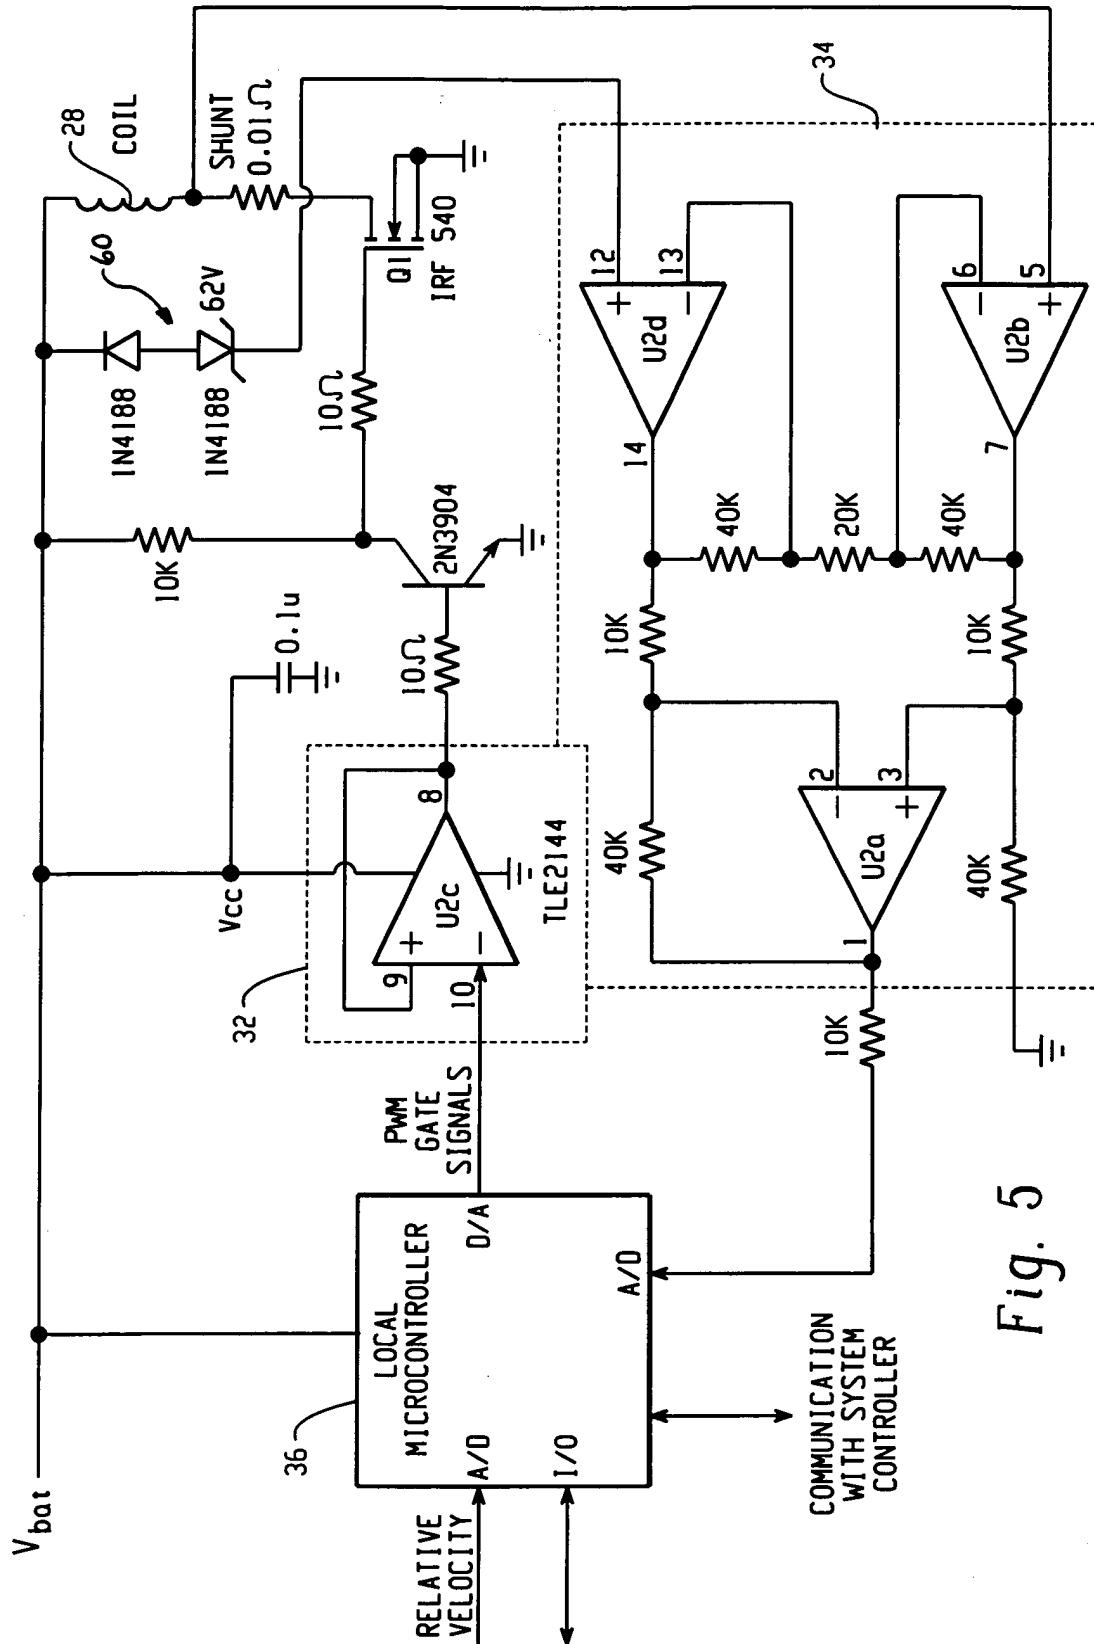 Vbat
Vcc
0.1u
10K
1N4188
1N4188
62V
60
28
COIL
SHUNT
0.01Ω
Q1
IRF 540
10Ω
2N3904
10Ω
32
8
U2c
+
−
9
10
TLE2144
PWM
GATE
SIGNALS
36
LOCAL
MICROCONTROLLER
D/A
A/D
I/O
A/D
RELATIVE
VELOCITY
COMMUNICATION
WITH SYSTEM
CONTROLLER
34
12
+
13
−
U2d
14
40K
20K
40K
6
−
5
+
U2b
7
10K
10K
40K
40K
2
−
3
+
U2a
1
10K
Fig. 5